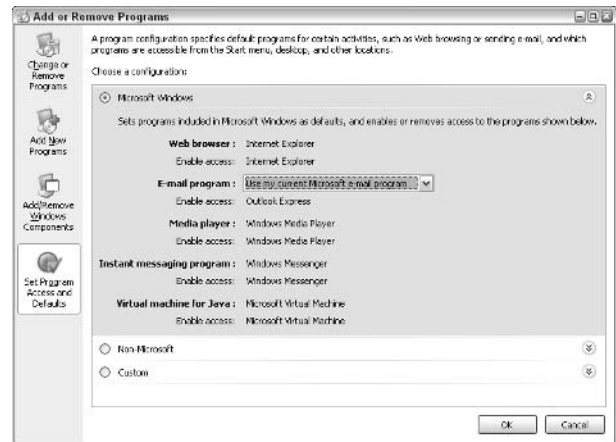 Add or Remove Programs
Change or
Remove
Programs
Add New
Programs
Add/Remove
Windows
Components
Set Program
Access and
Defaults
A program configuration specifies default programs for certain activities, such as Web browsing or sending e-mail, and which
programs are accessible from the Start menu, desktop, and other locations.
Choose a configuration:
Microsoft Windows
Sets programs included in Microsoft Windows as defaults, and enables or removes access to the programs shown below.
Web browser : Internet Explorer
Enable access: Internet Explorer
E-mail program : Use my current Microsoft e-mail program
Enable access: Outlook Express
Media player : Windows Media Player
Enable access: Windows Media Player
Instant messaging program : Windows Messenger
Enable access: Windows Messenger
Virtual machine for Java : Microsoft Virtual Machine
Enable access: Microsoft Virtual Machine
Non-Microsoft
Custom
OK Cancel